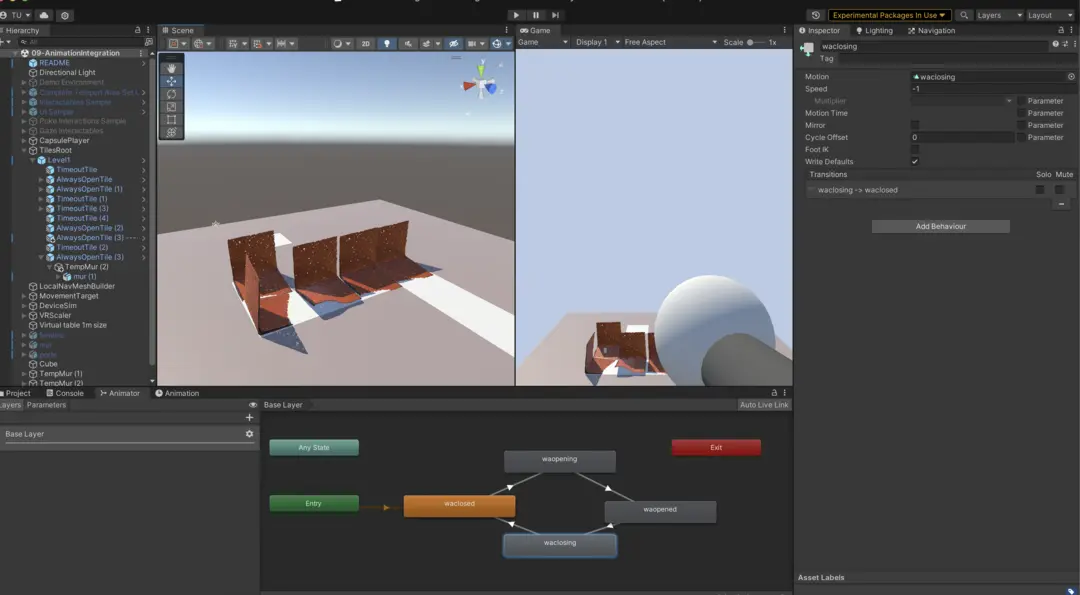 TU
Experimental Packages In Use
Layers
Layout
Hierarchy
Scene
Game
Inspector
Lighting
Navigation
All
09-AnimationIntegration
README
Directional Light
Demo Environment
Interactables Sample
UI Sample
Poke Interactions Sample
Gaze Interactables
CapsulePlayer
TilesRoot
Level1
TimeoutTile
AlwaysOpenTile
AlwaysOpenTile (1)
TimeoutTile (1)
TimeoutTile (3)
TimeoutTile (4)
AlwaysOpenTile (2)
AlwaysOpenTile (3)
TimeoutTile (2)
AlwaysOpenTile (3)
TempMur (2)
mur (1)
LocalNavMeshBuilder
MovementTarget
DeviceSim
VRScaler
Virtual table 1m size
mur
porte
Cube
TempMur (1)
TempMur (2)
2D
Game
Display 1
Free Aspect
Scale
1x
waclosing
Tag
Motion
waclosing
Speed
-1
Multiplier
Parameter
Motion Time
Parameter
Mirror
Parameter
Cycle Offset
0
Parameter
Foot IK
Write Defaults
Transitions
Solo
Mute
waclosing -> waclosed
Add Behaviour
Asset Labels
Project
Console
Animator
Animation
Layers
Parameters
Base Layer
Auto Live Link
Base Layer
Any State
Entry
waclosed
waopening
waopened
waclosing
Exit